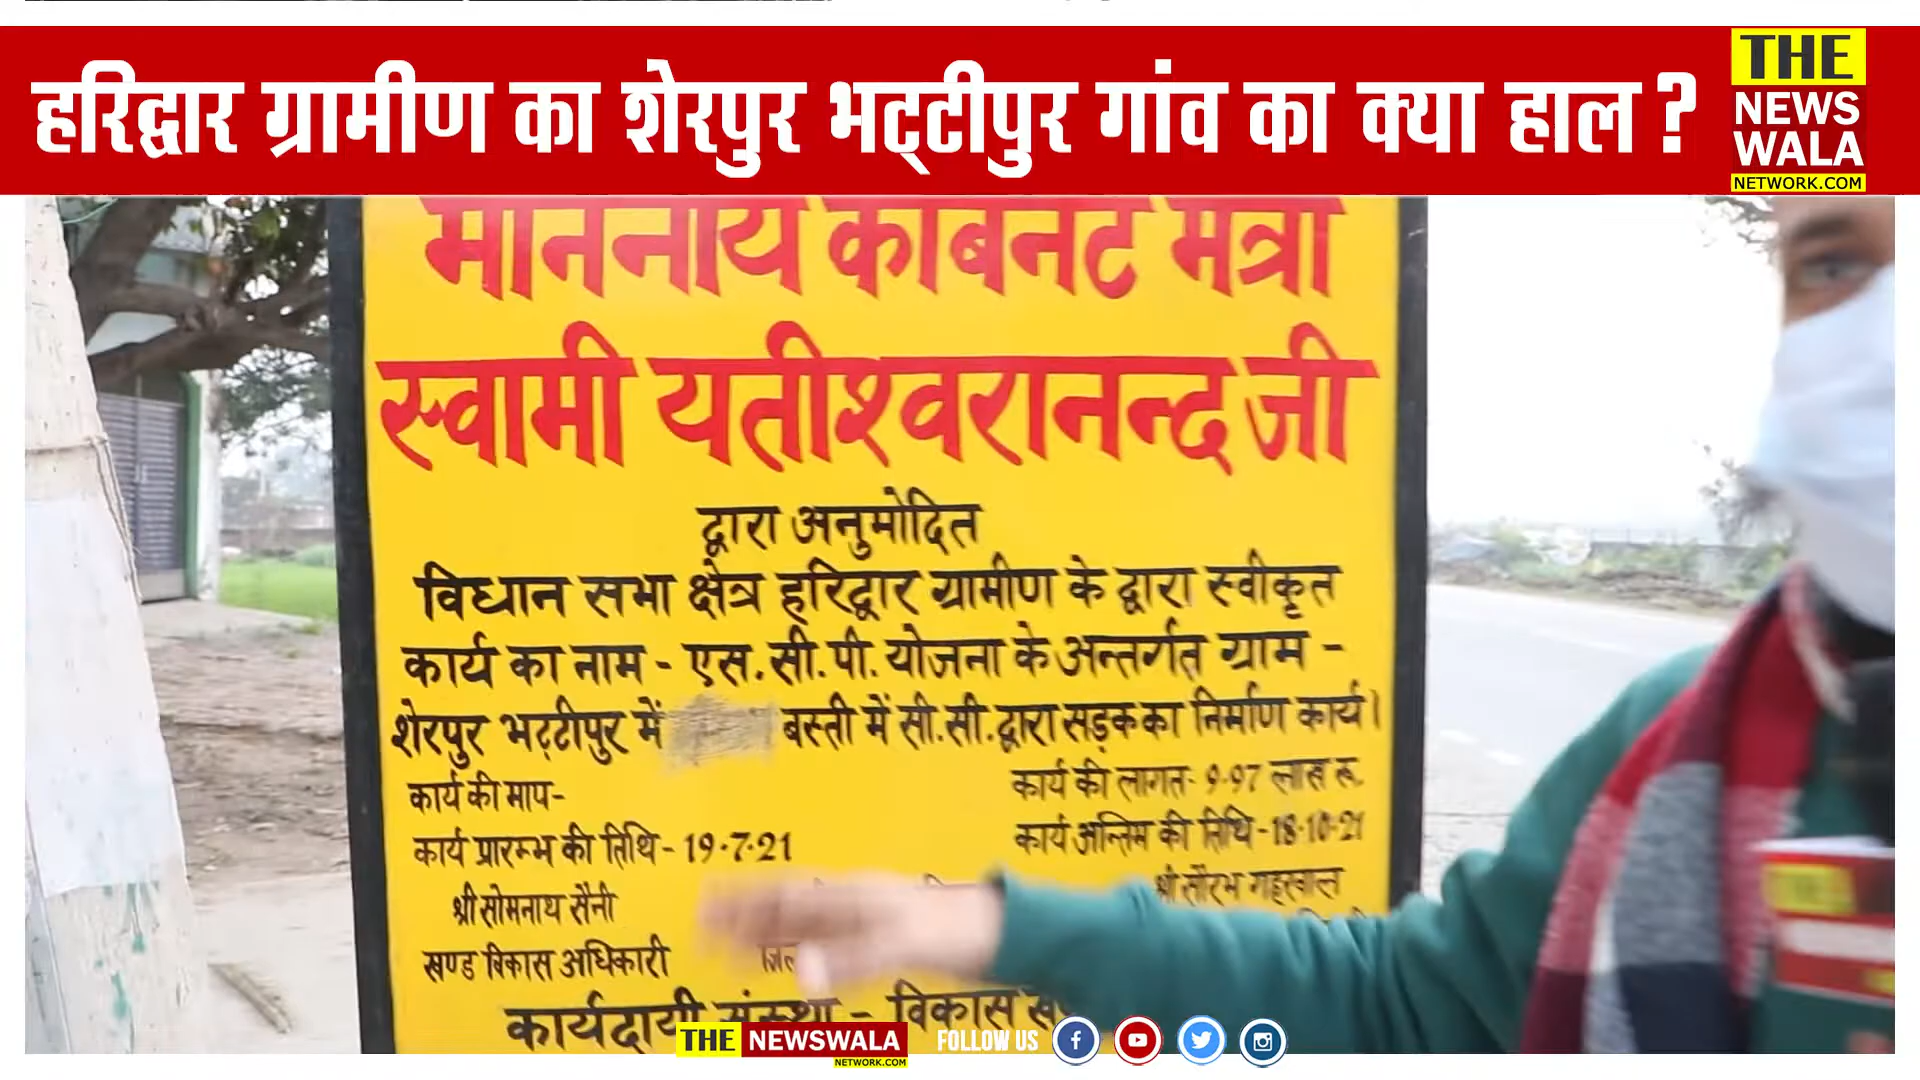 हरिद्वार ग्रामीण का शेरपुर भट्टीपुर गांव का क्या हाल ?
THE
NEWS
WALA
NETWORK.COM
माननीय कैबिनेट मंत्री
स्वामी यतीश्वरानन्द जी
द्वारा अनुमोदित
विधान सभा क्षेत्र हरिद्वार ग्रामीण के द्वारा स्वीकृत
कार्य का नाम - एस.सी.पी. योजना के अन्तर्गत ग्राम -
शेरपुर भट्टीपुर में बस्ती में सी.सी.द्वारा सड़क का निर्माण कार्य।
कार्य की माप-
कार्य की लागत- 9.97 लाख रू.
कार्य प्रारम्भ की तिथि - 19.7.21
कार्य अन्तिम की तिथि - 18.10.21
श्री सोमनाथ सैनी
श्री सौरभ गहरवाल
खण्ड विकास अधिकारी
कार्यदायी संस्था - विकास
THE NEWSWALA
NETWORK.COM
FOLLOW US